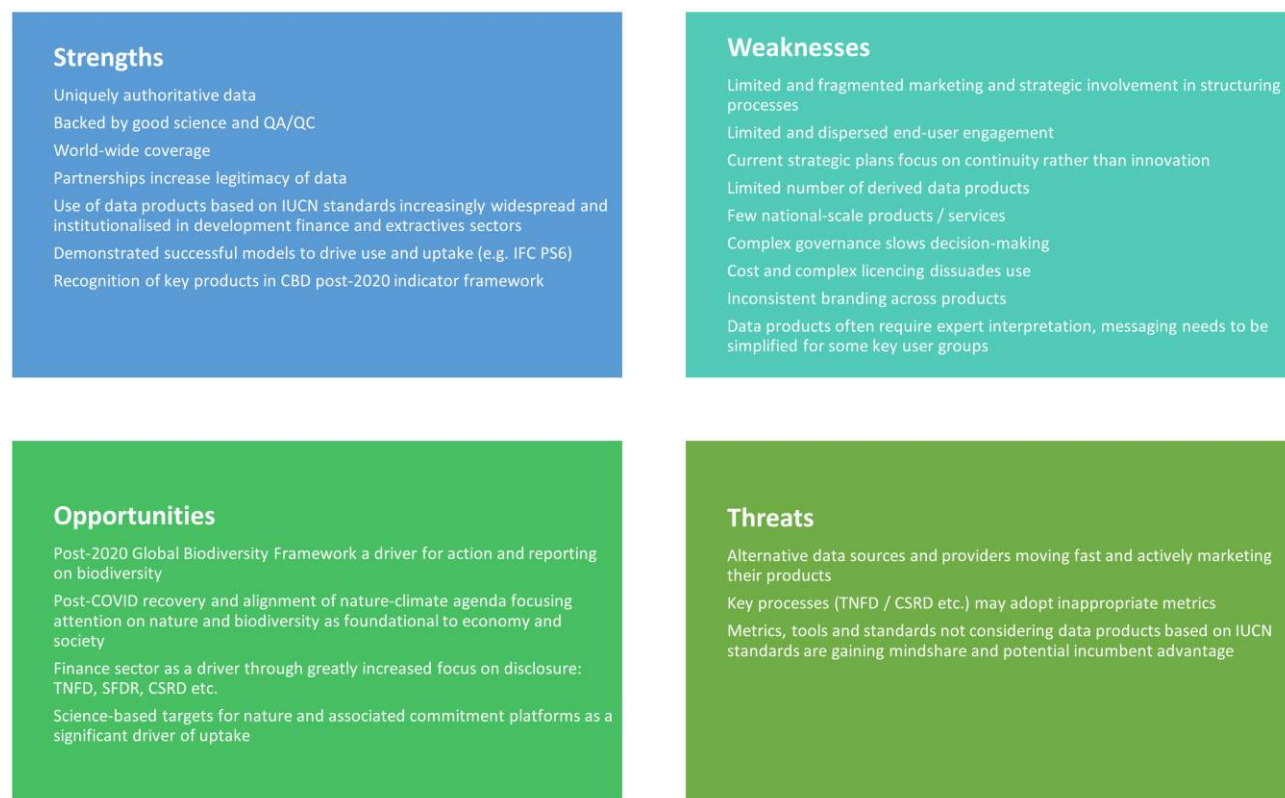 Strengths
Uniquely authoritative data
Backed by good science and QA/QC
World-wide coverage
Partnerships increase legitimacy of data
Use of data products based on IUCN standards increasingly widespread and
institutionalised in development finance and extractives sectors
Demonstrated successful models to drive use and uptake (e.g. IFC PS6)
Recognition of key products in CBD post-2020 indicator framework
Weaknesses
Limited and fragmented marketing and strategic involvement in structuring
processes
Limited and dispersed end-user engagement
Current strategic plans focus on continuity rather than innovation
Limited number of derived data products
Few national-scale products / services
Complex governance slows decision-making
Cost and complex licencing dissuades use
Inconsistent branding across products
Data products often require expert interpretation, messaging needs to be
simplified for some key user groups
Opportunities
Post-2020 Global Biodiversity Framework a driver for action and reporting
on biodiversity
Post-COVID recovery and alignment of nature-climate agenda focusing
attention on nature and biodiversity as foundational to economy and
society
Finance sector as a driver through greatly increased focus on disclosure:
TNFD, SFDR, CSRD etc.
Science-based targets for nature and associated commitment platforms as a
significant driver of uptake
Threats
Alternative data sources and providers moving fast and actively marketing
their products
Key processes (TNFD / CSRD etc.) may adopt inappropriate metrics
Metrics, tools and standards not considering data products based on IUCN
standards are gaining mindshare and potential incumbent advantage